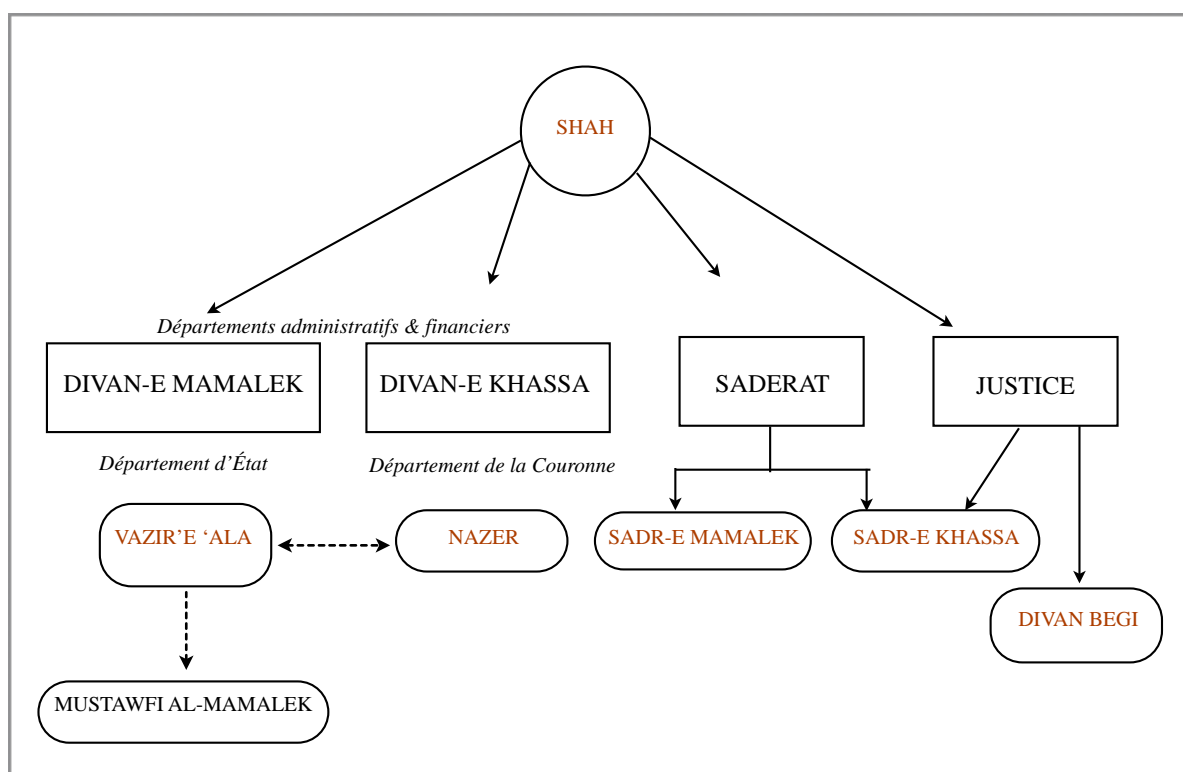 SHAH
Départements administratifs & financiers
DIVAN-E MAMALEK
DIVAN-E KHASSA
SADERAT
JUSTICE
Département d’État
Département de la Couronne
VAZIR’E ‘ALA
NAZER
SADR-E MAMALEK
SADR-E KHASSA
DIVAN BEGI
MUSTAWFI AL-MAMALEK